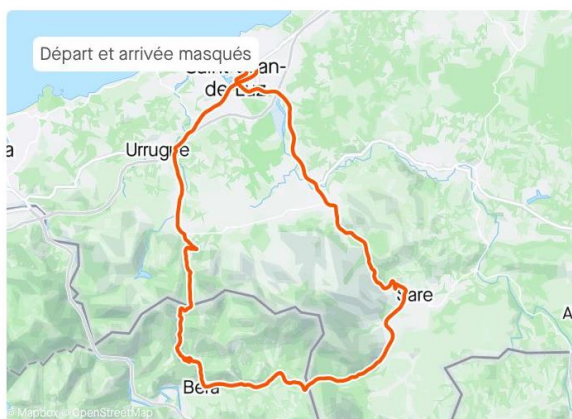 Départ et arrivée masqués
Saint-Jean-
de-Luz
Urrugne
a
Sare
A
Bera
© Mapbox © OpenStreetMap